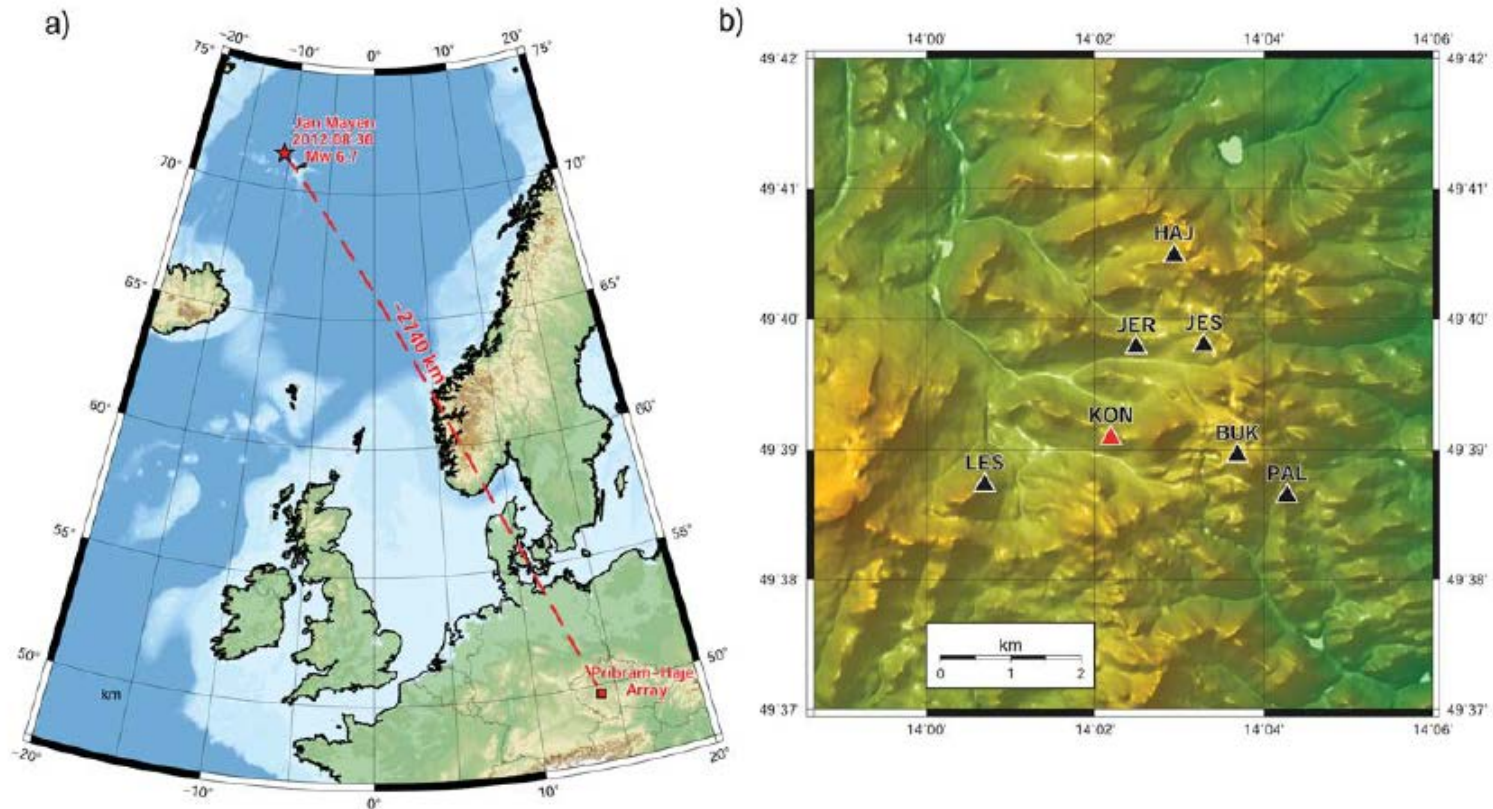 a)
-20°
-10°
0°
10°
20°
75°
75°
Jan Mayen
2012-08-30
Mw 6.7
70°
70°
65°
65°
~2740 km
60°
60°
55°
55°
50°
50°
Pribram-Haje
Array
km
-20°
-10°
0°
10°
20°
b)
14°00'
14°02'
14°04'
14°06'
49°42'
49°42'
49°41'
49°41'
HAJ
49°40'
49°40'
JER
JES
KON
BUK
49°39'
49°39'
LES
PAL
49°38'
49°38'
km
0
1
2
49°37'
49°37'
14°00'
14°02'
14°04'
14°06'